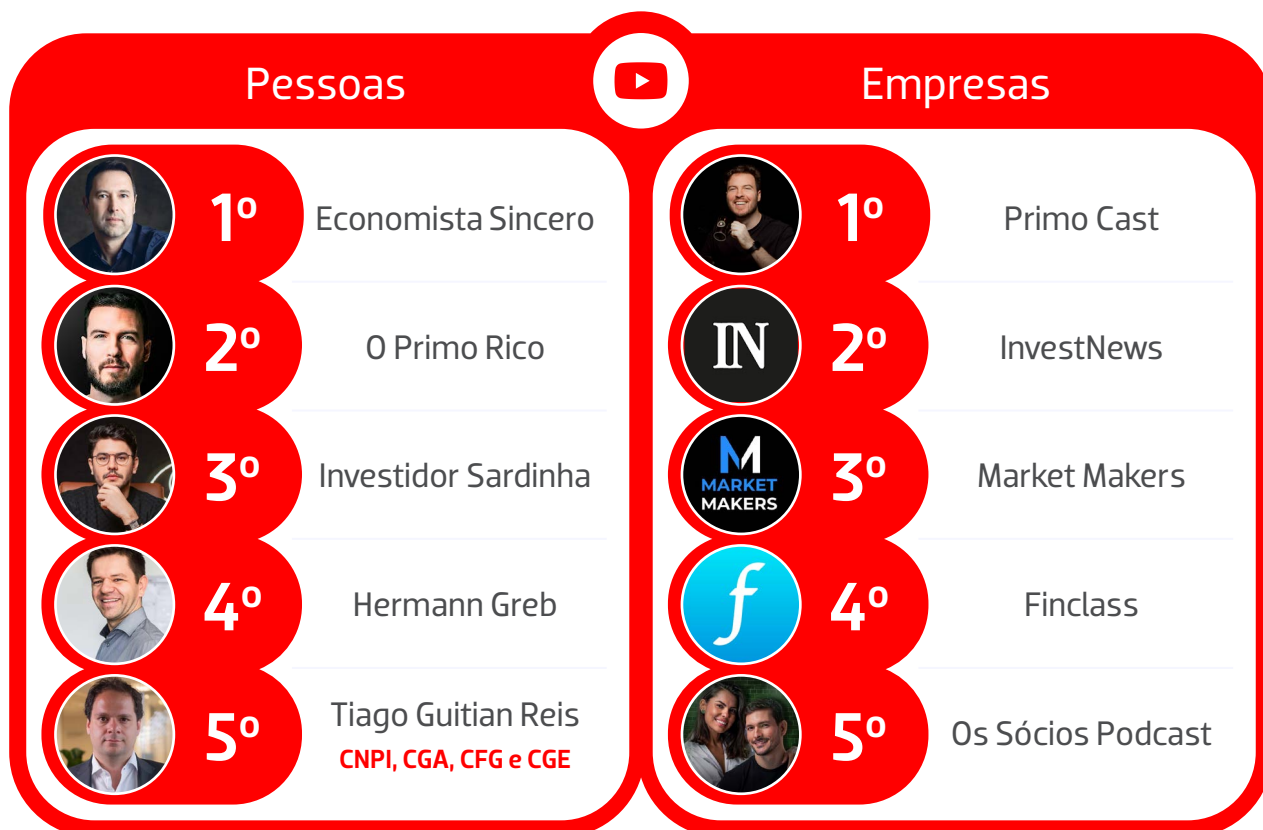 Pessoas
1º
Economista Sincero
2º
O Primo Rico
3º
Investidor Sardinha
4º
Hermann Greb
5º
Tiago Guitian Reis
CNPI, CGA, CFG e CGE
Empresas
1º
Primo Cast
IN
2º
InvestNews
M
MARKET
MAKERS
3º
Market Makers
f
4º
Finclass
5º
Os Sócios Podcast